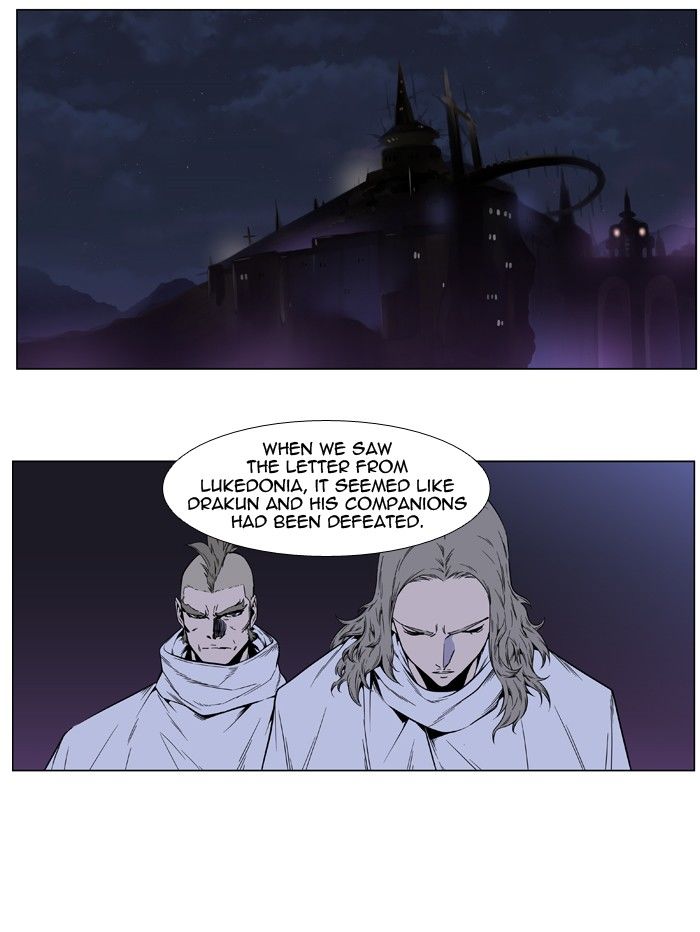 WHEN WE SAW
THE LETTER FROM
LUKEDONIA, IT SEEMED LIKE
DRAKUN AND HIS COMPANIONS
HAD BEEN DEFEATED.